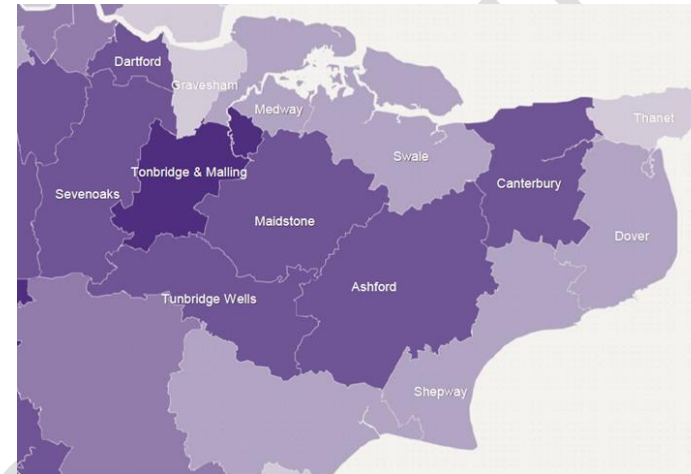 Dartford
Gravesham
Medway
Thanet
Swale
Tonbridge & Malling
Canterbury
Sevenoaks
Maidstone
Dover
Ashford
Tunbridge Wells
Shepway